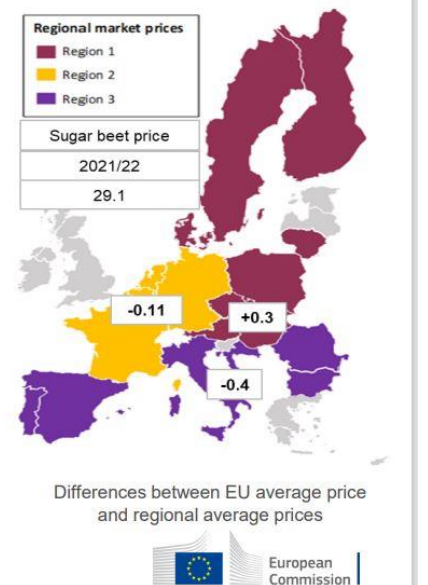 Regional market prices
Region 1
Region 2
Region 3
Sugar beet price
2021/22
29.1
-0.11
+0.3
-0.4
Differences between EU average price
and regional average prices
European
Commission